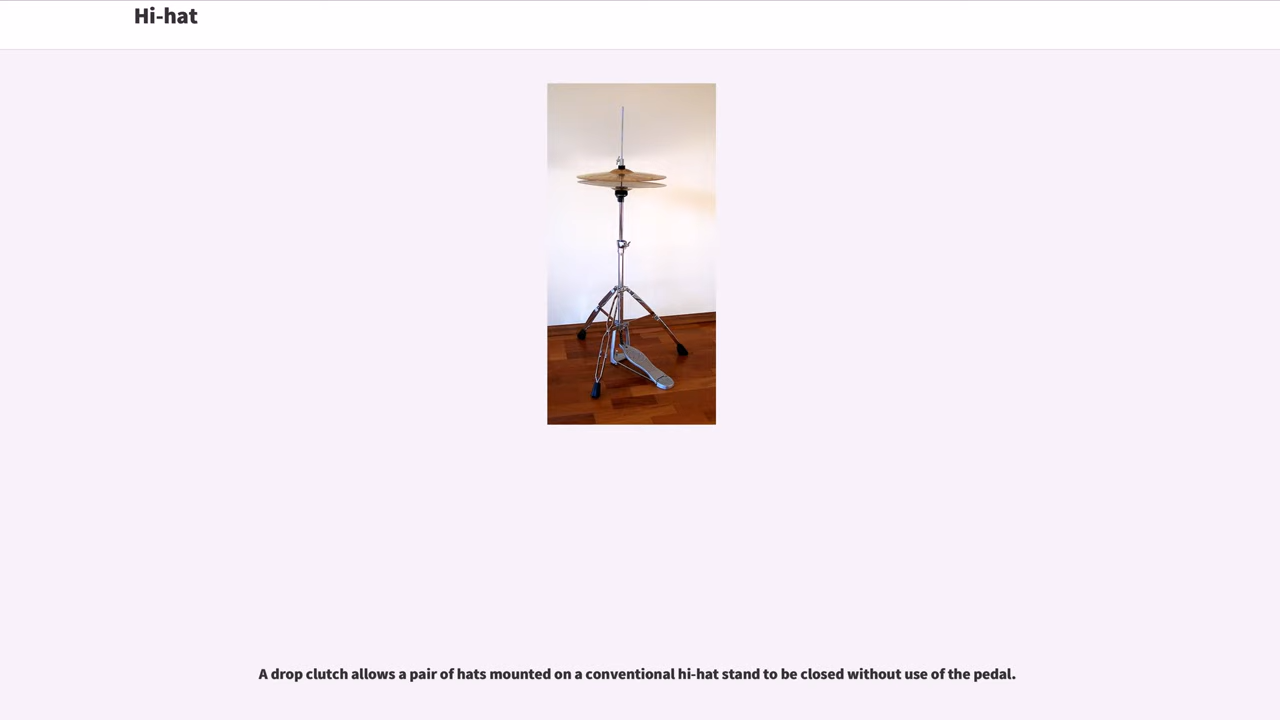 Hi-hat
A drop clutch allows a pair of hats mounted on a conventional hi-hat stand to be closed without use of the pedal.